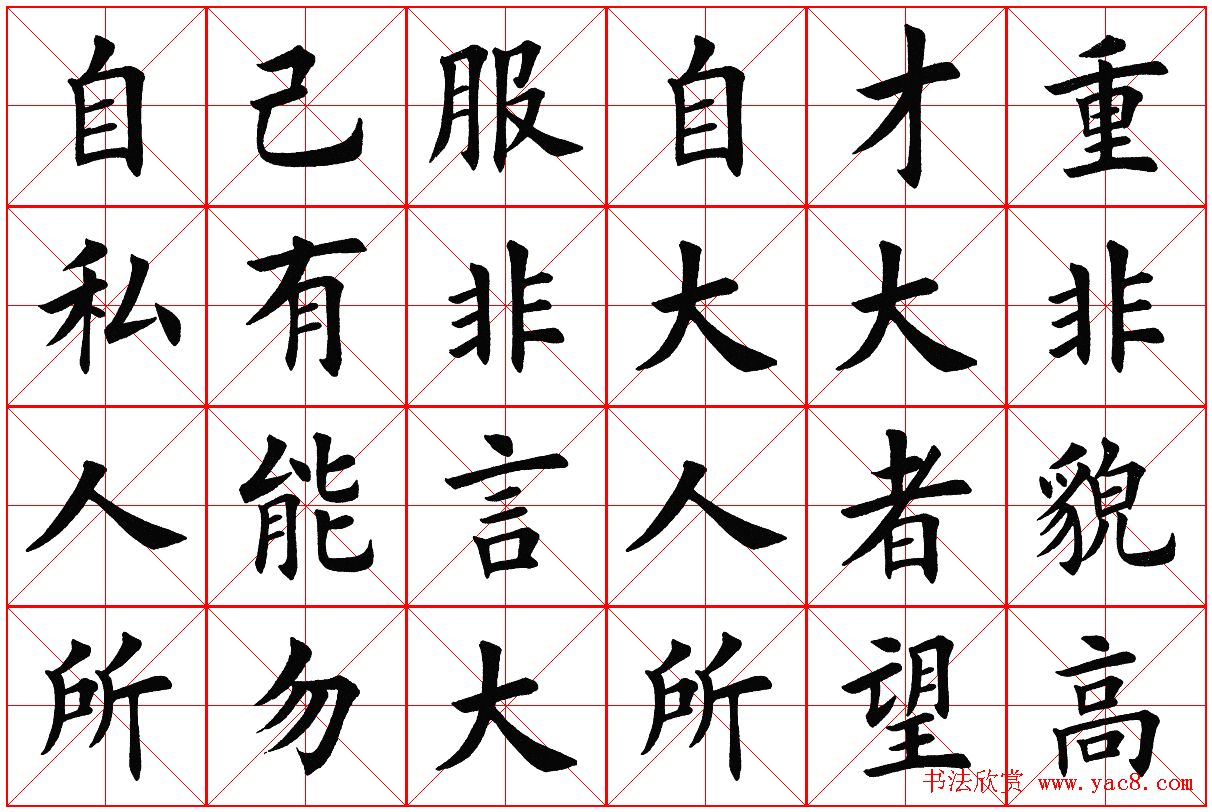 重非貌高
才大者望
自大人所
服非言大
己有能勿
自私人所
书法欣赏 www.yac8.com